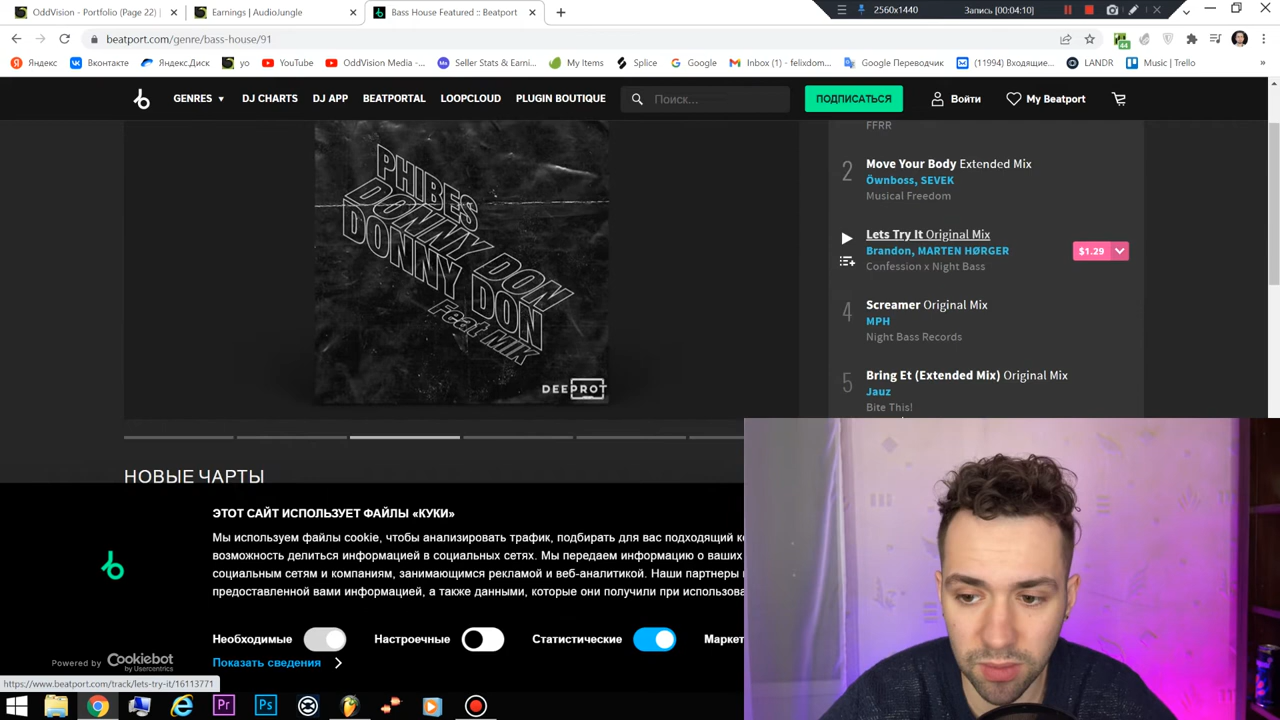 OddVision - Portfolio (Page 22) |
Earnings | AudioJungle
Bass House Featured :: Beatport
2560x1440
Запись [00:04:10]
beatport.com/genre/bass-house/91
44
Яндекс
Вконтакте
Яндекс.Диск
yo
YouTube
OddVision Media -...
Seller Stats & Earni...
My Items
Splice
Google
Inbox (1) - felixdom...
Google Переводчик
(11994) Входящие...
LANDR
Music | Trello
GENRES
DJ CHARTS
DJ APP
BEATPORTAL
LOOPCLOUD
PLUGIN BOUTIQUE
Поиск...
ПОДПИСАТЬСЯ
Войти
My Beatport
FFRR
2
Move Your Body Extended Mix
Öwnboss, SEVEK
Musical Freedom
Lets Try It Original Mix
Brandon, MARTEN HØRGER
Confession x Night Bass
$1.29
4
Screamer Original Mix
MPH
Night Bass Records
5
Bring Et (Extended Mix) Original Mix
Jauz
Bite This!
PHIBES
DONNY DON
DONNY DON
Feat MIK
DEEPROT
НОВЫЕ ЧАРТЫ
ЭТОТ САЙТ ИСПОЛЬЗУЕТ ФАЙЛЫ «КУКИ»
Мы используем файлы cookie, чтобы анализировать трафик, подбирать для вас подходящий
возможность делиться информацией в социальных сетях. Мы передаем информацию о ваших
социальным сетям и компаниям, занимающимся рекламой и веб-аналитикой. Наши партнеры
предоставленной вами информацией, а также данными, которые они получили при использова
Необходимые
Настроечные
Статистические
Маркет
Powered by Cookiebot
Показать сведения
https://www.beatport.com/track/lets-try-it/16113771
Pr
Ps